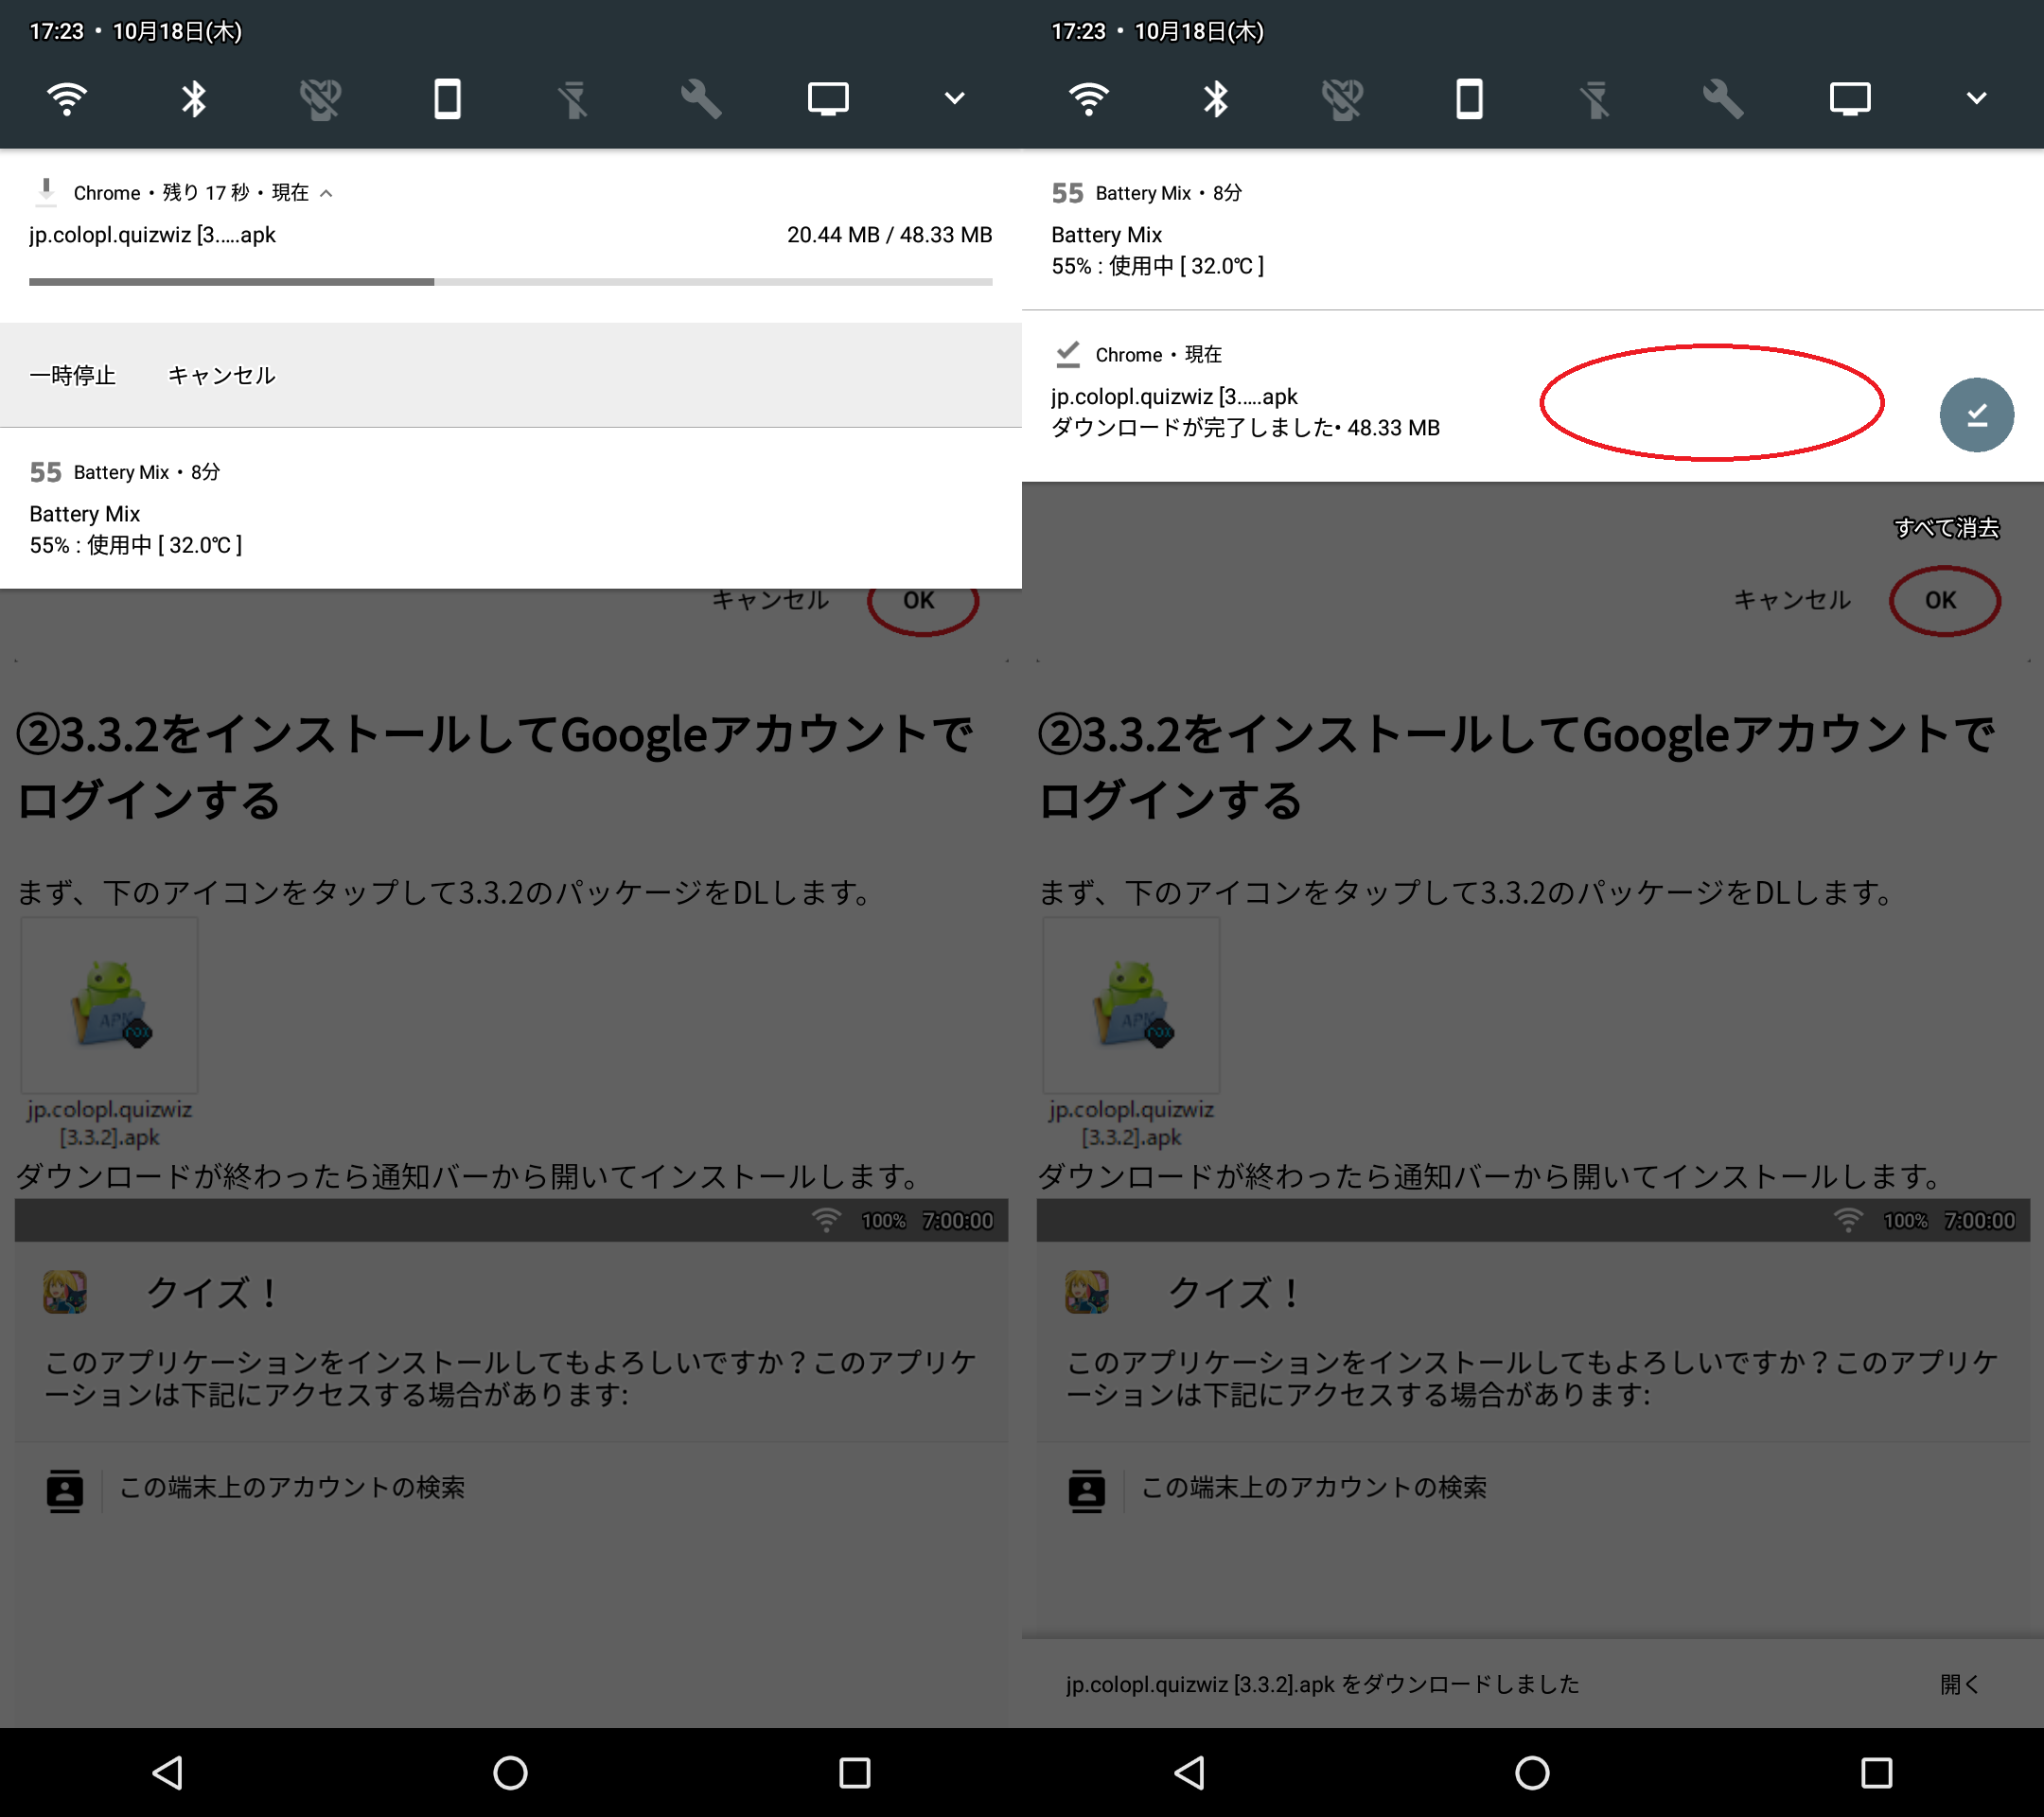 17:23 • 10月18日(木)
Chrome • 残り 17 秒 • 現在
jp.colopl.quizwiz [3.….apk
20.44 MB / 48.33 MB
一時停止 キャンセル
55 Battery Mix • 8分
Battery Mix
55% : 使用中 [ 32.0℃ ]
キャンセル OK
②3.3.2をインストールしてGoogleアカウントで
ログインする
まず、下のアイコンをタップして3.3.2のパッケージをDLします。
APK
nox
jp.colopl.quizwiz
[3.3.2].apk
ダウンロードが終わったら通知バーから開いてインストールします。
100% 7:00:00
クイズ！
このアプリケーションをインストールしてもよろしいですか？このアプリケ
ーションは下記にアクセスする場合があります:
この端末上のアカウントの検索
17:23 • 10月18日(木)
55 Battery Mix • 8分
Battery Mix
55% : 使用中 [ 32.0℃ ]
Chrome • 現在
jp.colopl.quizwiz [3.….apk
ダウンロードが完了しました• 48.33 MB
すべて消去
キャンセル OK
②3.3.2をインストールしてGoogleアカウントで
ログインする
まず、下のアイコンをタップして3.3.2のパッケージをDLします。
APK
nox
jp.colopl.quizwiz
[3.3.2].apk
ダウンロードが終わったら通知バーから開いてインストールします。
100% 7:00:00
クイズ！
このアプリケーションをインストールしてもよろしいですか？このアプリケ
ーションは下記にアクセスする場合があります:
この端末上のアカウントの検索
jp.colopl.quizwiz [3.3.2].apk をダウンロードしました 開く